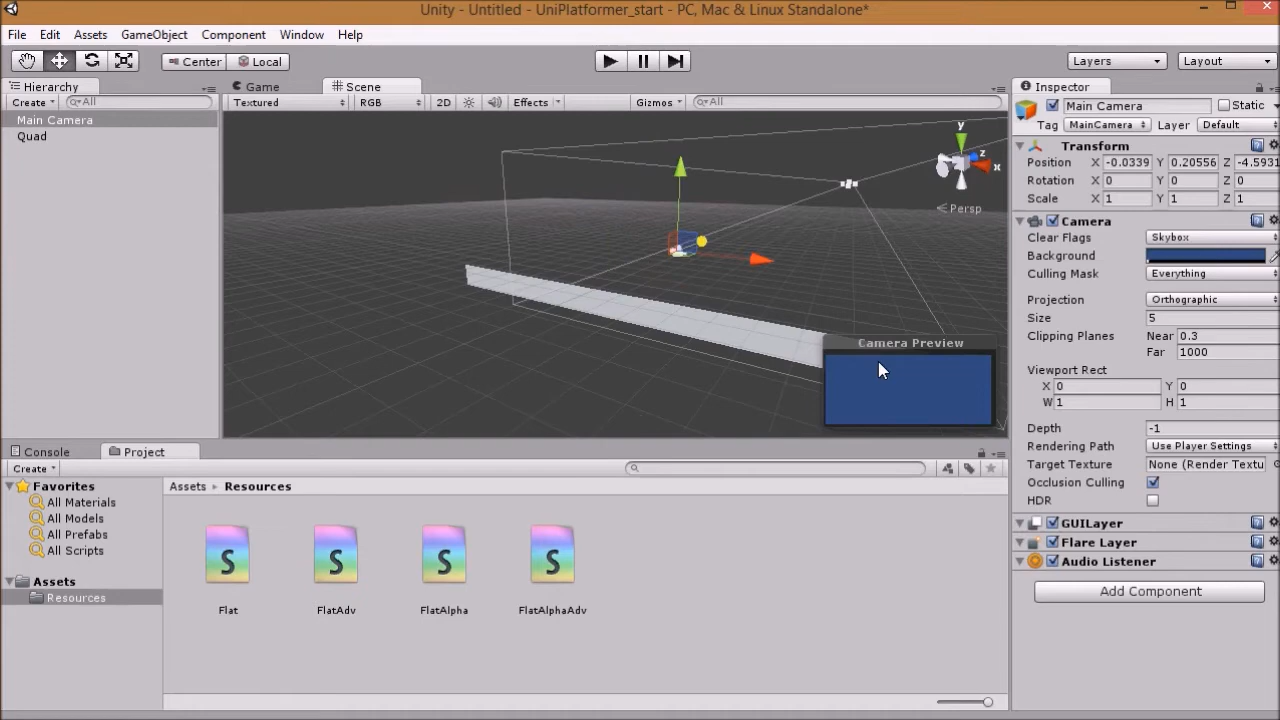 Unity - Untitled - UniPlatformer_start - PC, Mac & Linux Standalone*
File Edit Assets GameObject Component Window Help
Center Local Layers Layout
Hierarchy Game Scene Inspector
Create All Textured RGB 2D Effects Gizmos All
Main Camera Static
Tag MainCamera Layer Default
Main Camera
Quad
Transform
Position X -0.0339 Y 0.20556 Z -4.5931
Rotation X 0 Y 0 Z 0
Scale X 1 Y 1 Z 1
y
z
x
Persp
Camera
Clear Flags Skybox
Background
Culling Mask Everything
Projection Orthographic
Size 5
Clipping Planes Near 0.3
Far 1000
Camera Preview
Viewport Rect
X 0 Y 0
W 1 H 1
Depth -1
Rendering Path Use Player Settings
Target Texture None (Render Textu
Occlusion Culling
HDR
GUILayer
Flare Layer
Audio Listener
Add Component
Console Project
Create
Favorites
All Materials
All Models
All Prefabs
All Scripts
Assets
Resources
Assets Resources
S S S S
Flat FlatAdv FlatAlpha FlatAlphaAdv